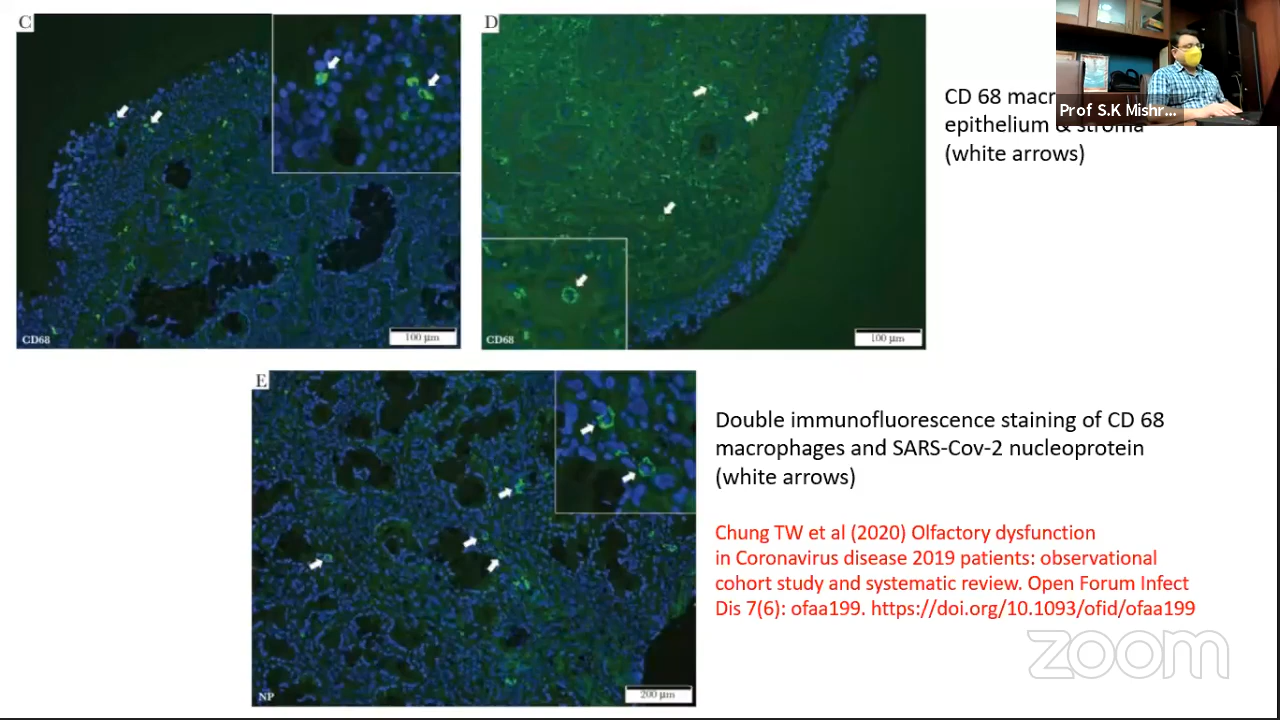 C
D
CD 68 macr
epithelium & stroma
(white arrows)
Prof S.K Mishr...
CD68
100 µm
CD68
100 µm
E
Double immunofluorescence staining of CD 68
macrophages and SARS-Cov-2 nucleoprotein
(white arrows)
Chung TW et al (2020) Olfactory dysfunction
in Coronavirus disease 2019 patients: observational
cohort study and systematic review. Open Forum Infect
Dis 7(6): ofaa199. https://doi.org/10.1093/ofid/ofaa199
NP
200 µm
zoom